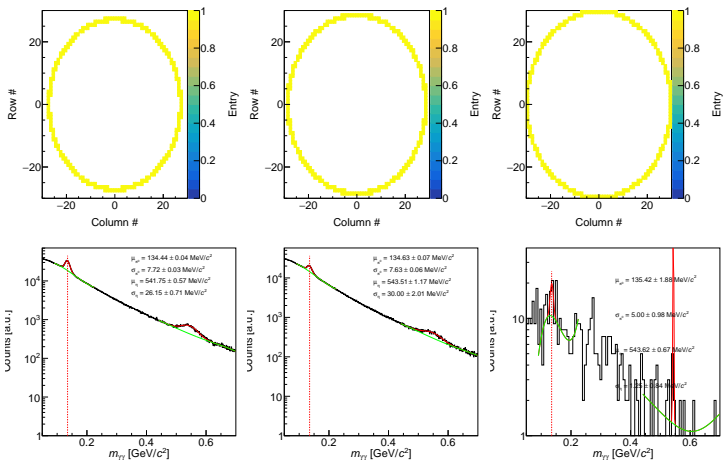 20
0
−20
Row #
−20
0
20
Column #
1
0.8
0.6
0.4
0.2
0
Entry
20
0
−20
Row #
−20
0
20
Column #
1
0.8
0.6
0.4
0.2
0
Entry
20
0
−20
Row #
−20
0
20
Column #
1
0.8
0.6
0.4
0.2
0
Entry
10⁴
10³
10²
10
1
Counts [a.u.]
μπ⁰ = 134.44 ± 0.04 MeV/c²
σπ⁰ = 7.72 ± 0.03 MeV/c²
μη = 541.75 ± 0.57 MeV/c²
ση = 26.15 ± 0.71 MeV/c²
0.2
0.4
0.6
mγγ [GeV/c²]
10⁴
10³
10²
10
1
Counts [a.u.]
μπ⁰ = 134.63 ± 0.07 MeV/c²
σπ⁰ = 7.63 ± 0.06 MeV/c²
μη = 543.51 ± 1.17 MeV/c²
ση = 30.00 ± 2.01 MeV/c²
0.2
0.4
0.6
mγγ [GeV/c²]
10
1
Counts [a.u.]
μπ⁰ = 135.42 ± 1.88 MeV/c²
σπ⁰ = 5.00 ± 0.98 MeV/c²
= 543.62 ± 0.67 MeV/c²
± 0.84 MeV/c²
0.2
0.4
0.6
mγγ [GeV/c²]